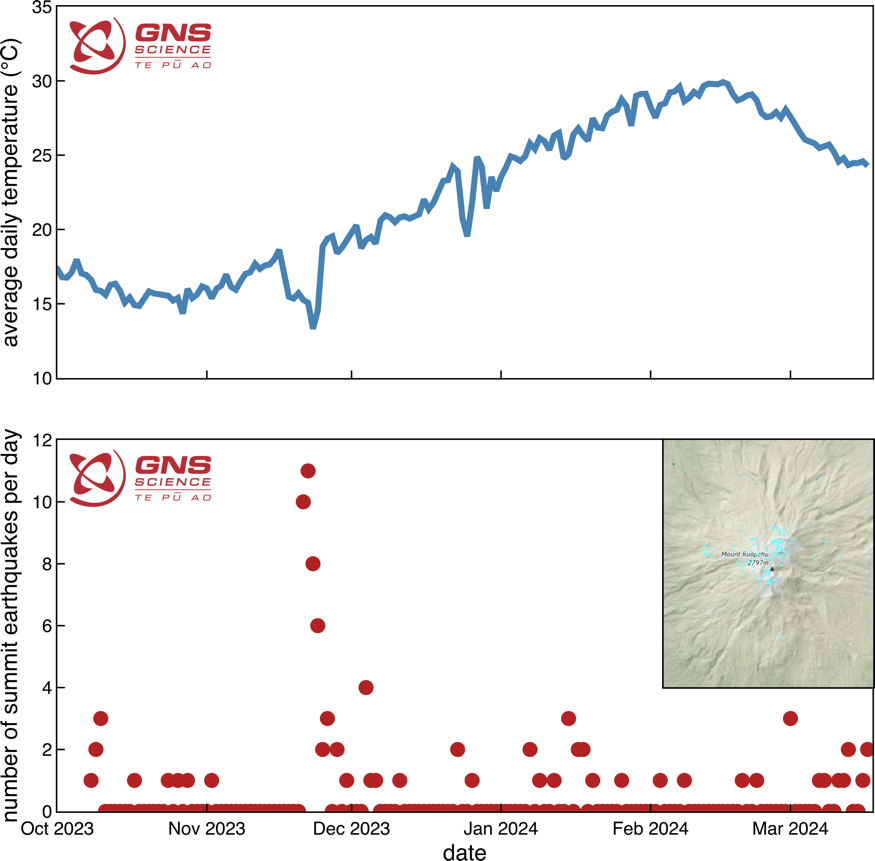 35
30
25
20
15
10
average daily temperature (°C)
GNS
SCIENCE
TE PŪ AO
12
10
8
6
4
2
0
number of summit earthquakes per day
GNS
SCIENCE
TE PŪ AO
Mount Ruapehu
2797m
Oct 2023 Nov 2023 Dec 2023 Jan 2024 Feb 2024 Mar 2024
date